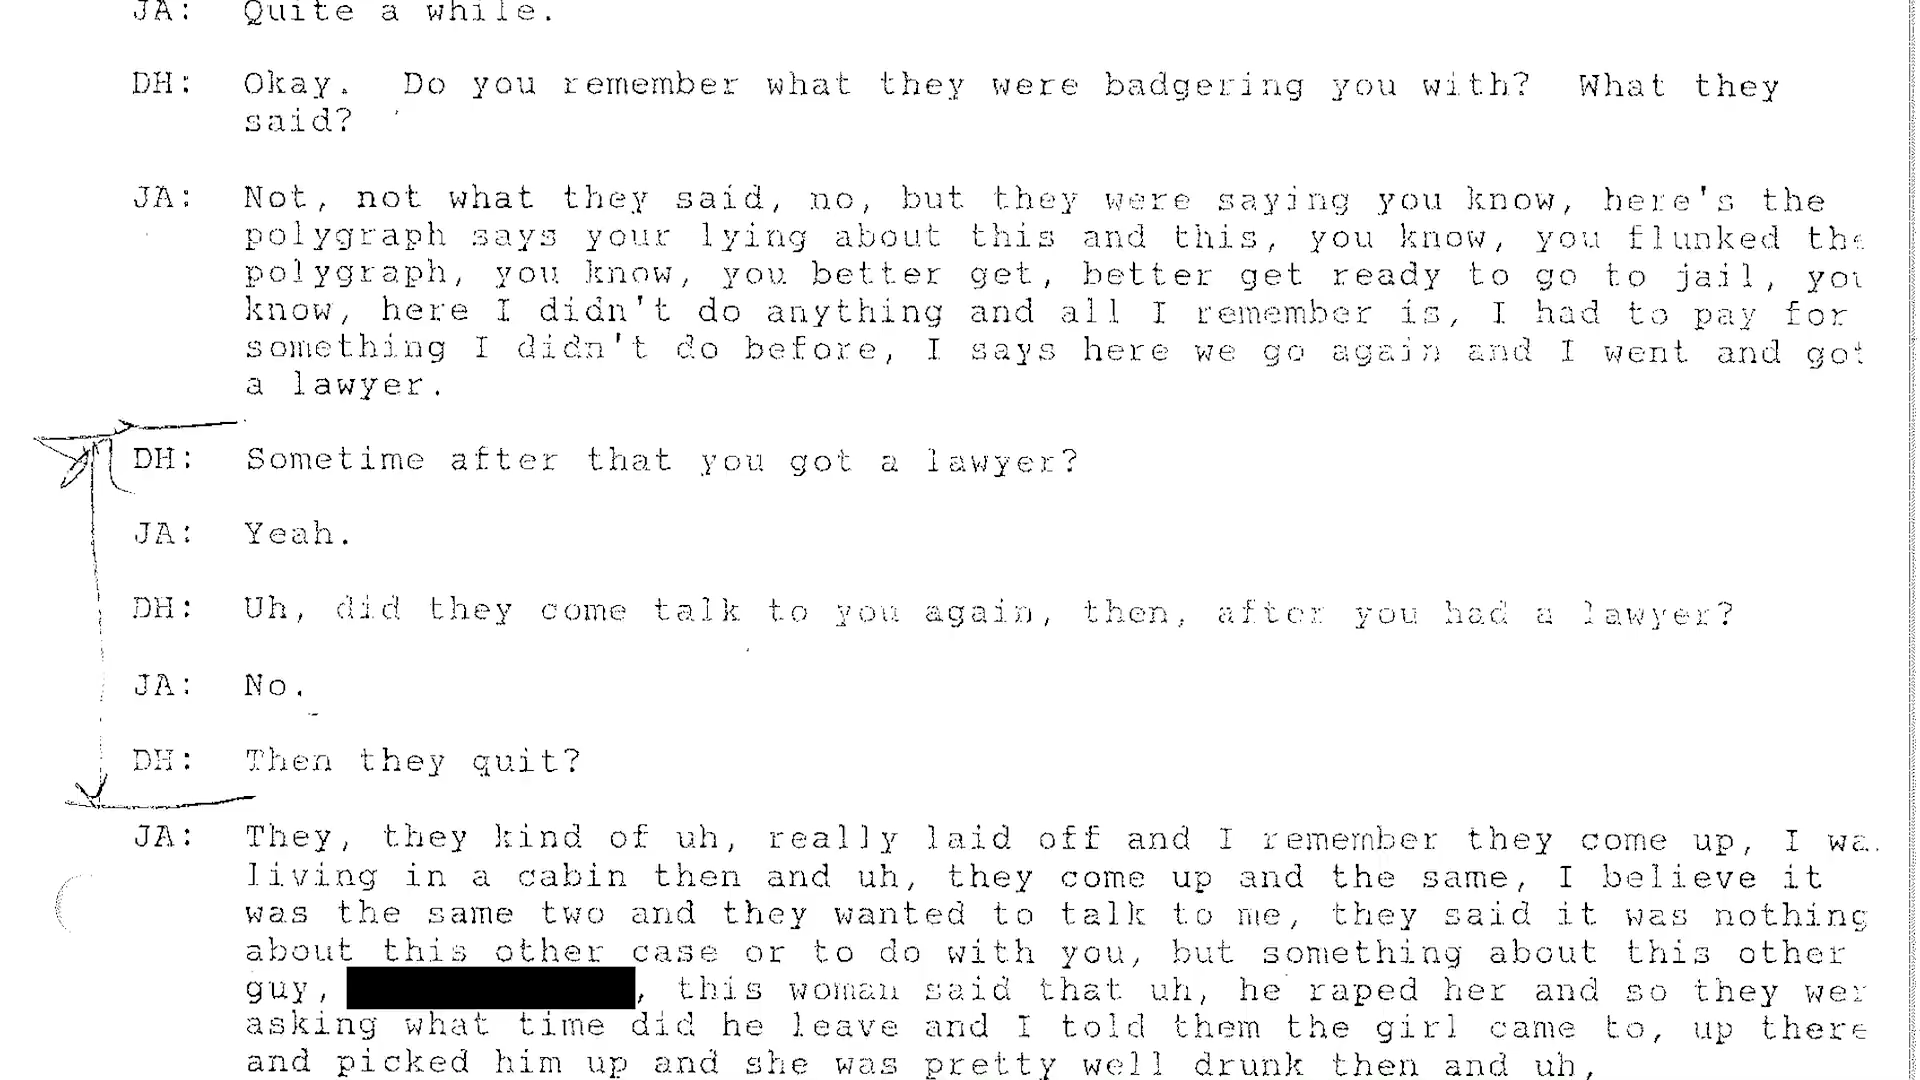 JA: Quite a while.
DH: Okay. Do you remember what they were badgering you with? What they
said?
JA: Not, not what they said, no, but they were saying you know, here's the
polygraph says your lying about this and this, you know, you flunked the
polygraph, you know, you better get, better get ready to go to jail, you
know, here I didn't do anything and all I remember is, I had to pay for
something I didn't do before, I says here we go again and I went and got
a lawyer.
DH: Sometime after that you got a lawyer?
JA: Yeah.
DH: Uh, did they come talk to you again, then, after you had a lawyer?
JA: No.
DH: Then they quit?
JA: They, they kind of uh, really laid off and I remember they come up, I wa
living in a cabin then and uh, they come up and the same, I believe it
was the same two and they wanted to talk to me, they said it was nothing
about this other case or to do with you, but something about this other
guy, , this woman said that uh, he raped her and so they wer
asking what time did he leave and I told them the girl came to, up there
and picked him up and she was pretty well drunk then and uh,